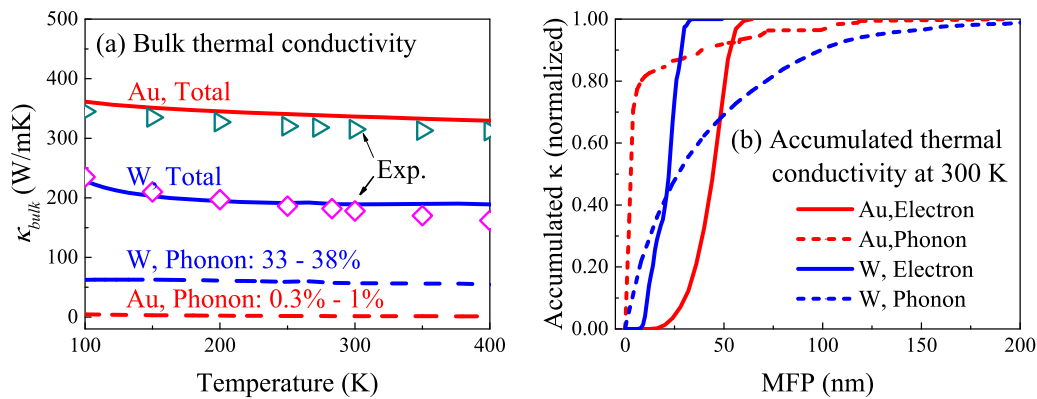 (a) Bulk thermal conductivity
Au, Total
Exp.
W, Total
W, Phonon: 33 - 38%
Au, Phonon: 0.3% - 1%
500
400
300
200
100
0
100
200
300
400
Temperature (K)
κbulk (W/mK)
1.00
0.80
0.60
0.40
0.20
0.00
0
50
100
150
200
MFP (nm)
Accumulated κ (normalized)
(b) Accumulated thermal
conductivity at 300 K
Au,Electron
Au,Phonon
W, Electron
W, Phonon